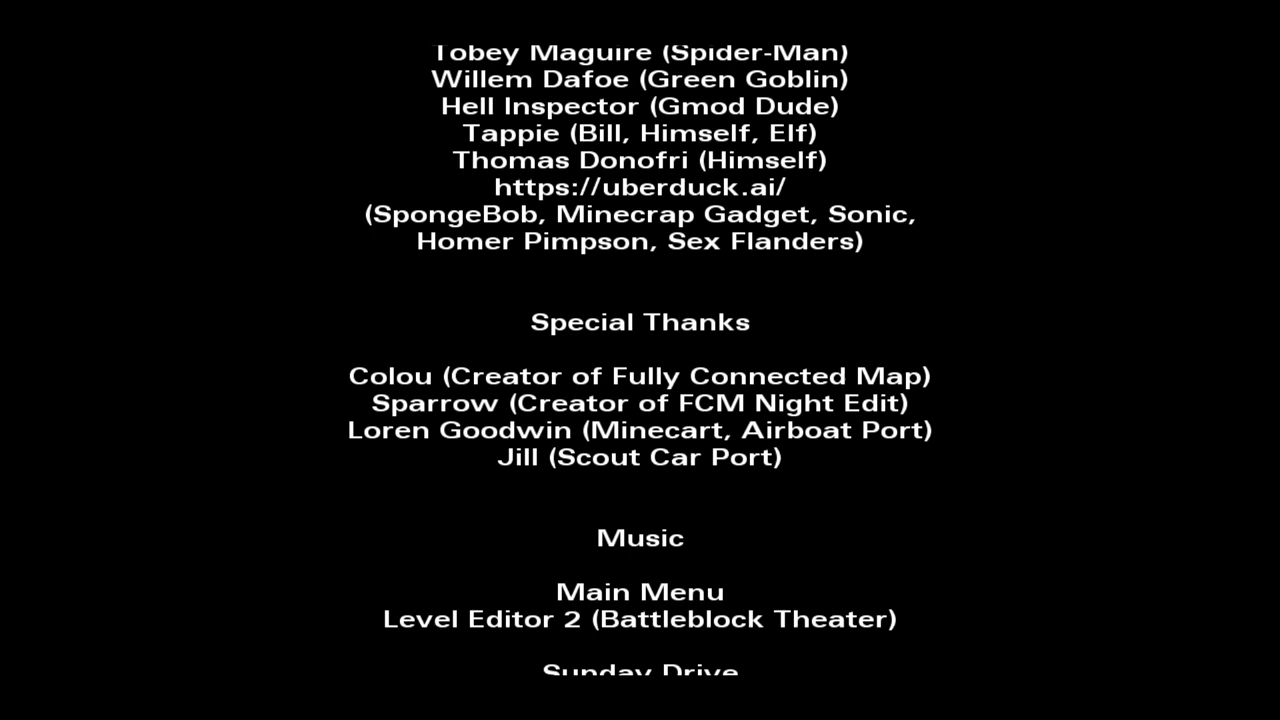 Tobey Maguire (Spider-Man)
Willem Dafoe (Green Goblin)
Hell Inspector (Gmod Dude)
Tappie (Bill, Himself, Elf)
Thomas Donofri (Himself)
https://uberduck.ai/
(SpongeBob, Minecrap Gadget, Sonic,
Homer Pimpson, Sex Flanders)
Special Thanks
Colou (Creator of Fully Connected Map)
Sparrow (Creator of FCM Night Edit)
Loren Goodwin (Minecart, Airboat Port)
Jill (Scout Car Port)
Music
Main Menu
Level Editor 2 (Battleblock Theater)
Sunday Drive